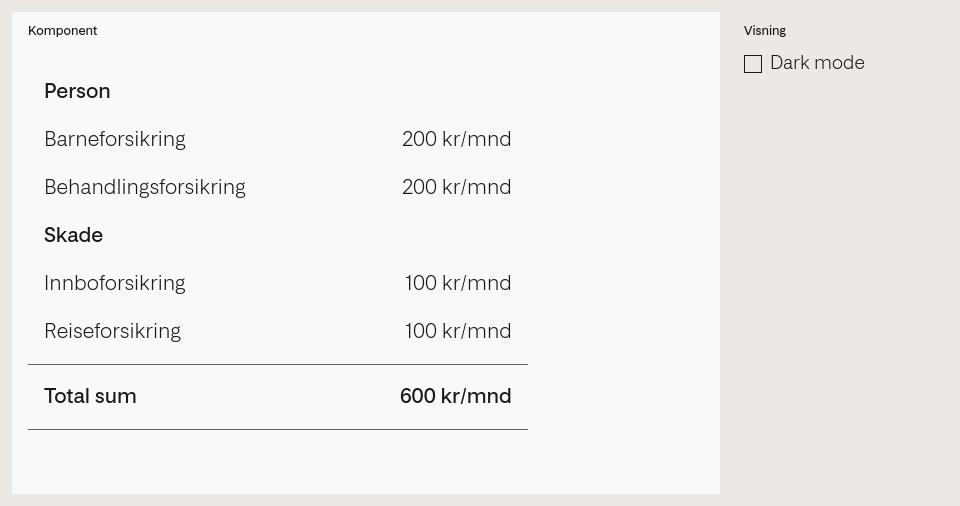 Komponent
Person
Barneforsikring 200 kr/mnd
Behandlingsforsikring 200 kr/mnd
Skade
Innboforsikring 100 kr/mnd
Reiseforsikring 100 kr/mnd
Total sum 600 kr/mnd
Visning
Dark mode